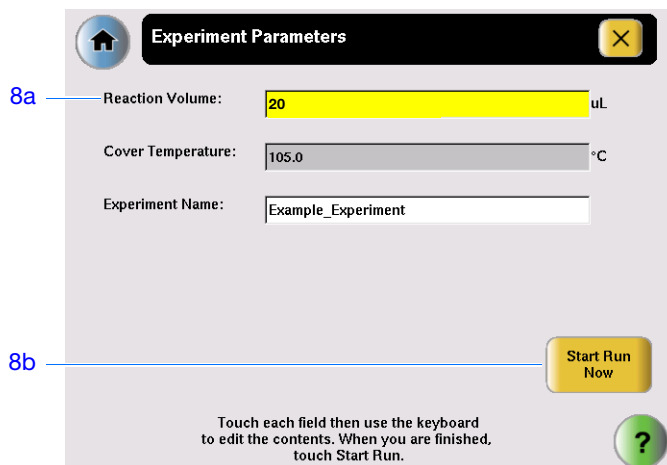 Experiment Parameters
8a
Reaction Volume:
20
uL
Cover Temperature:
105.0
°C
Experiment Name:
Example_Experiment
8b
Start Run
Now
Touch each field then use the keyboard
to edit the contents. When you are finished,
touch Start Run.
?